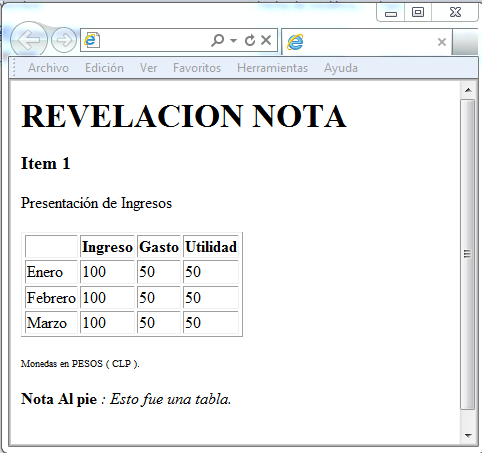 Archivo Edición Ver Favoritos Herramientas Ayuda
REVELACION NOTA
Item 1
Presentación de Ingresos
Ingreso Gasto Utilidad
Enero 100 50 50
Febrero 100 50 50
Marzo 100 50 50
Monedas en PESOS ( CLP ).
Nota Al pie : Esto fue una tabla.